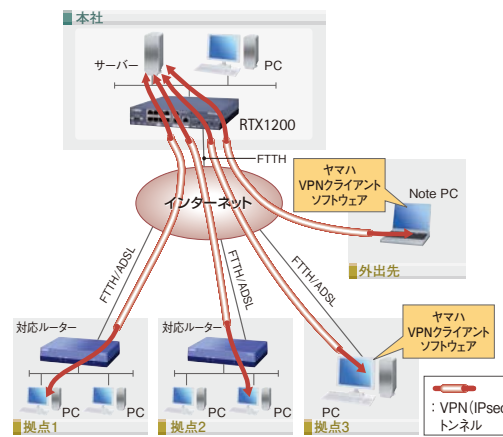 本社
サーバー
PC
RTX1200
FTTH
インターネット
ヤマハ
VPNクライアント
ソフトウェア
Note PC
外出先
FTTH/ADSL
FTTH/ADSL
FTTH/ADSL
対応ルーター
対応ルーター
ヤマハ
VPNクライアント
ソフトウェア
PC
PC
拠点1
PC
PC
拠点2
PC
拠点3
:VPN(IPsec
トンネル